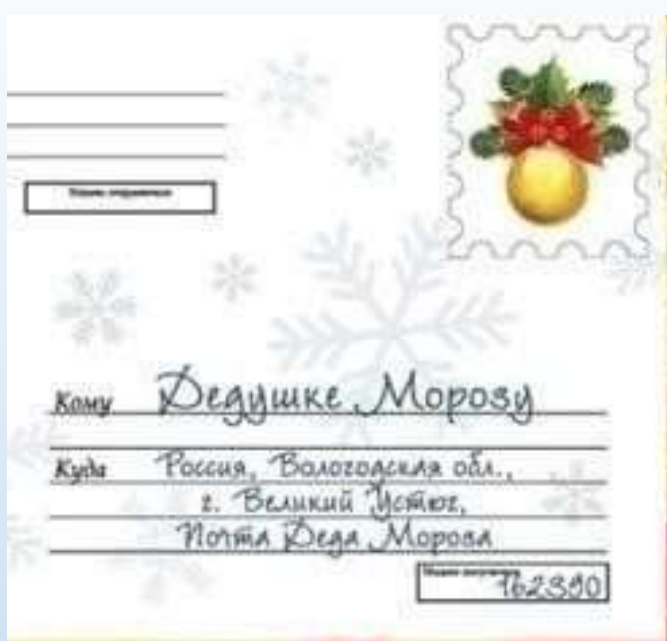 Кому Дедушке Морозу
Куда Россия, Вологодская обл.,
г. Великий Устюг,
Почта Деда Мороза
162390